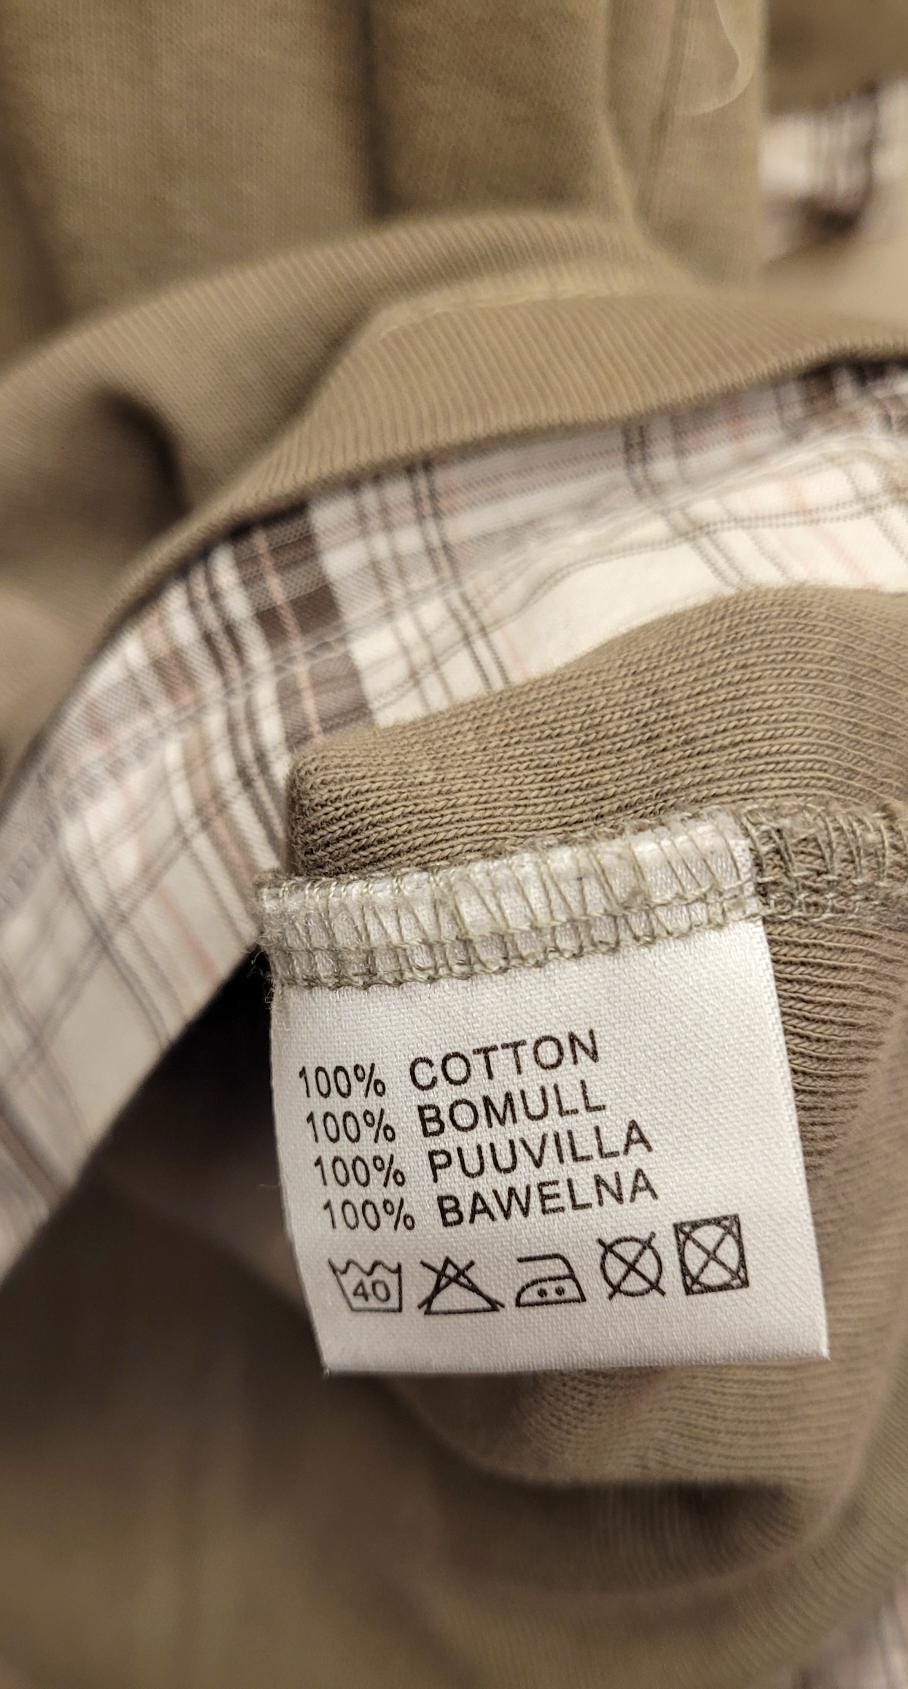 100% COTTON
100% BOMULL
100% PUUVILLA
100% BAWELNA
40